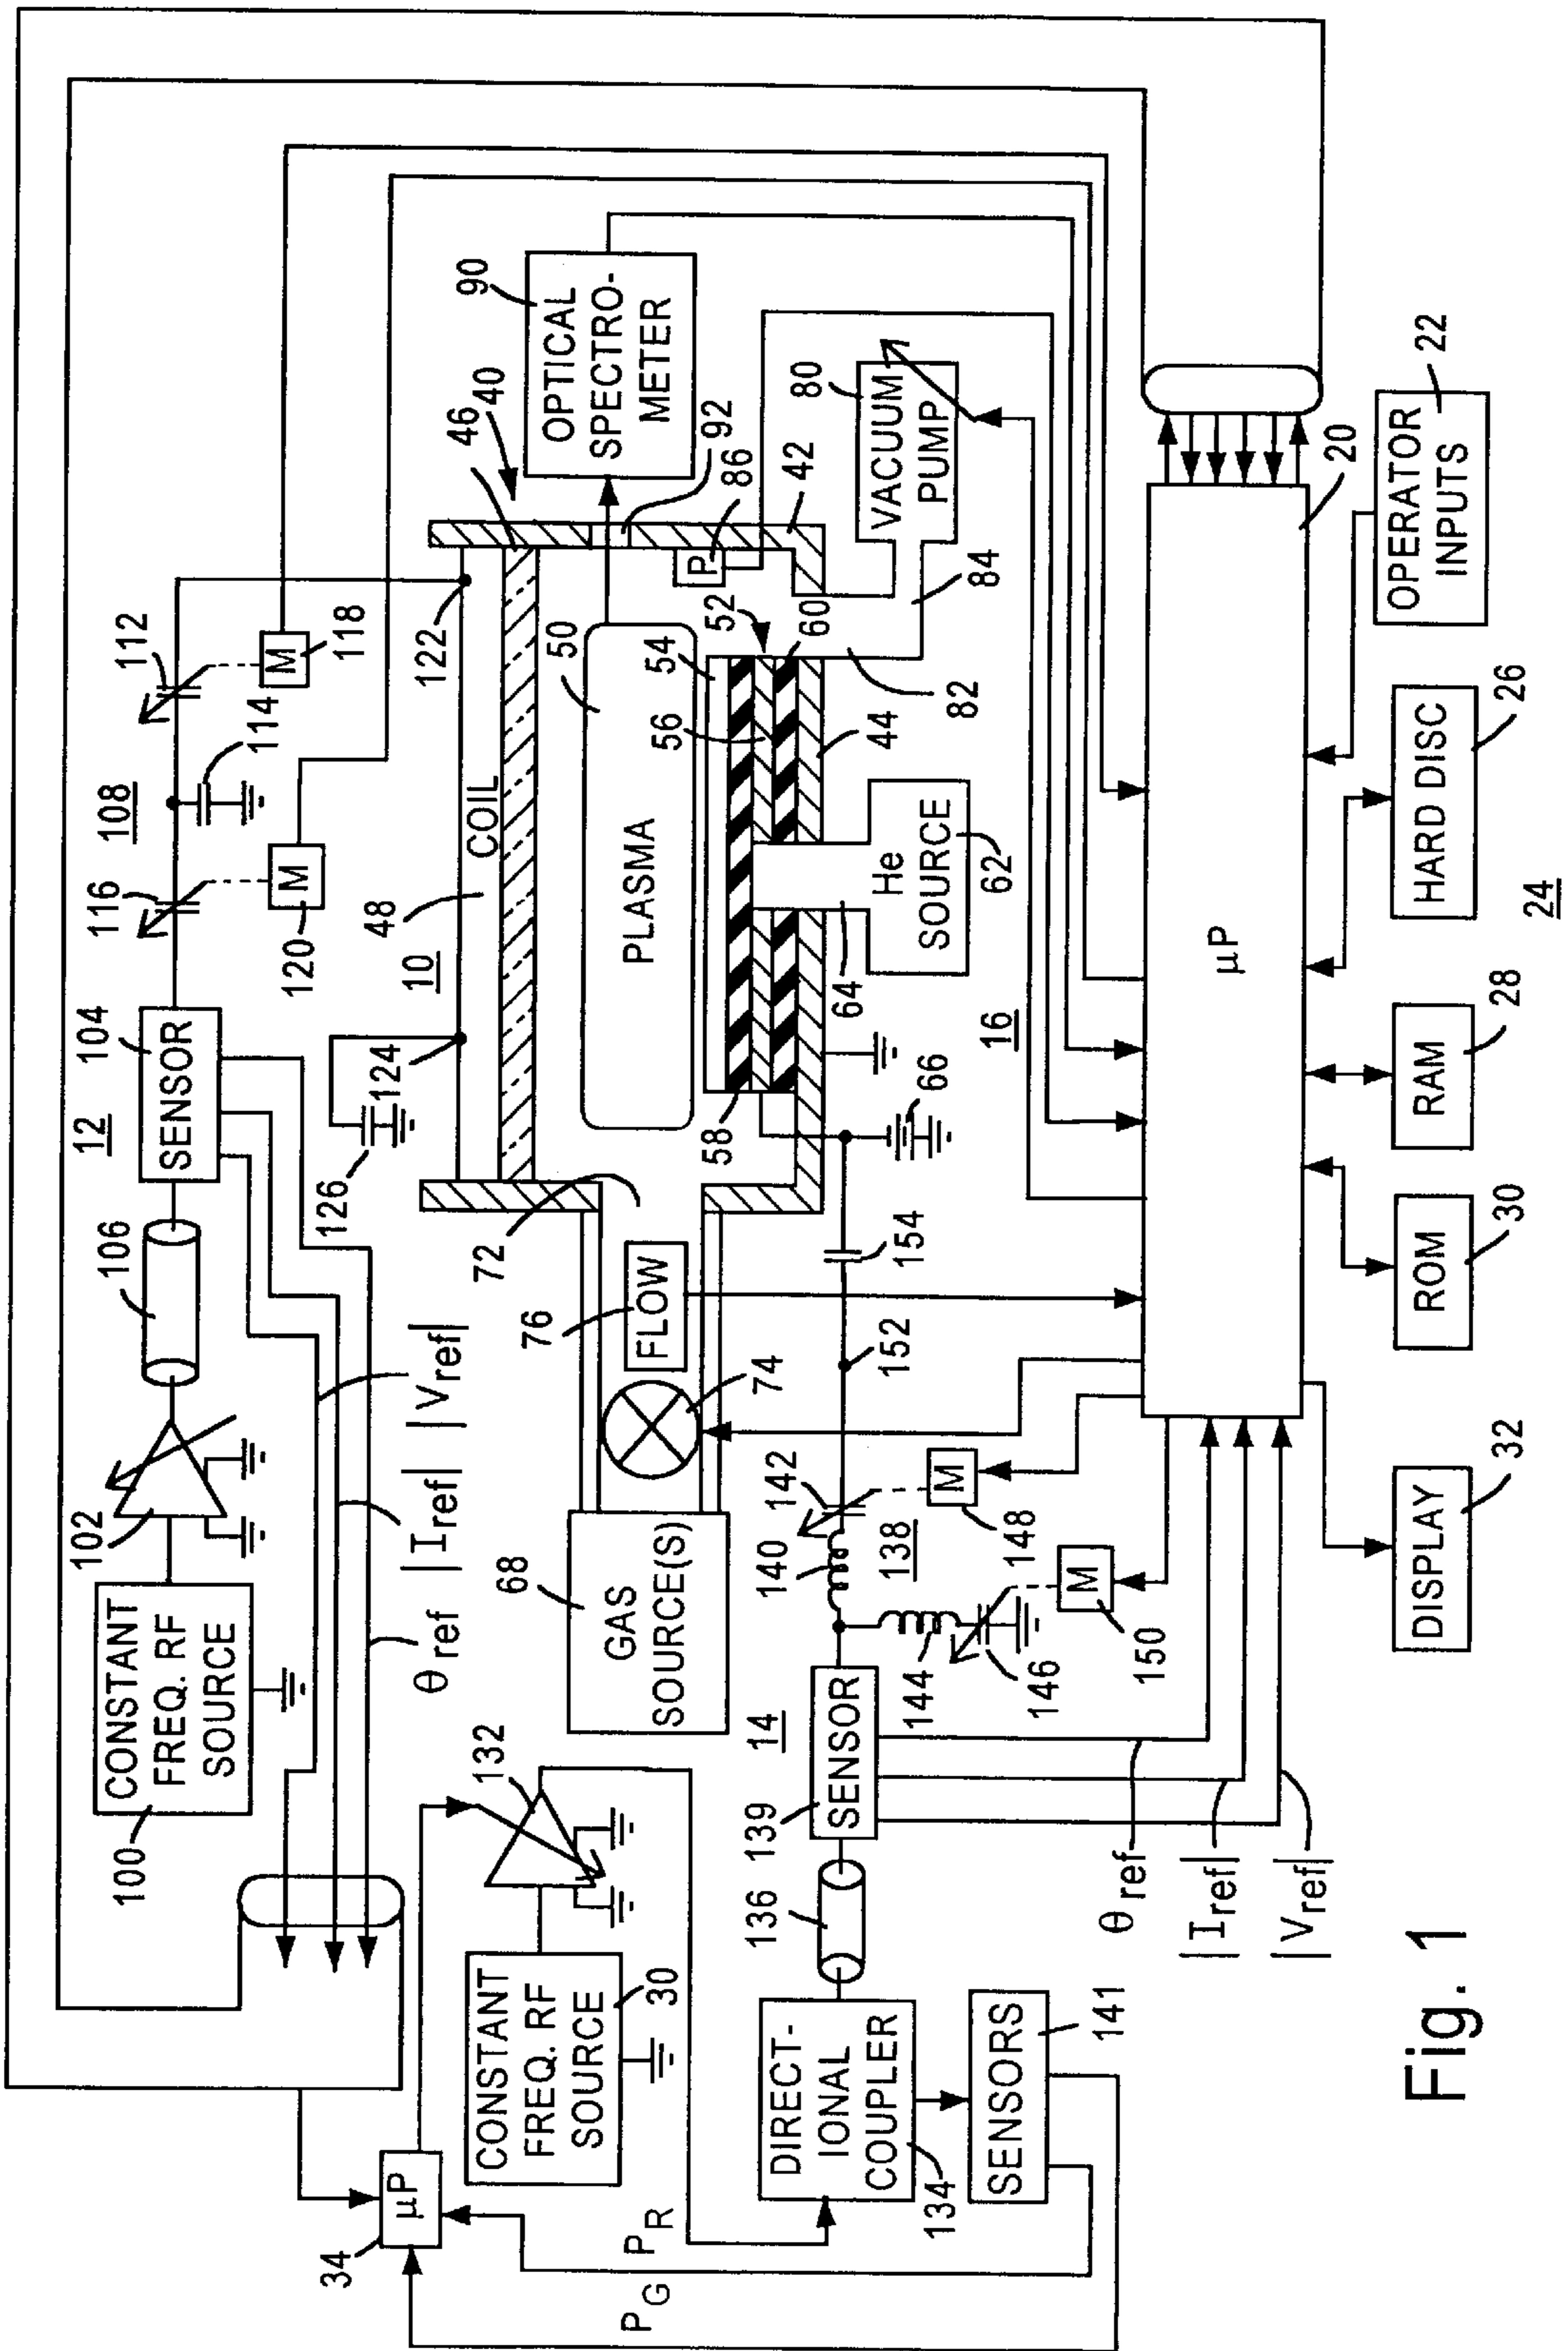 100
CONSTANT
FREQ. RF
SOURCE
102
106
12
104
SENSOR
116
108
112
M
120
114
M
118
|Vref|
|Iref|
θref
126
124
10
48
COIL
122
46
40
90
OPTICAL
SPECTRO-
METER
92
86
P
42
34
µP
132
CONSTANT
FREQ. RF
SOURCE
30
68
GAS
SOURCE(S)
74
76
FLOW
72
50
PLASMA
52
54
56
58
60
44
82
84
80
VACUUM
PUMP
He
SOURCE
62
64
66
16
PR
PG
DIRECT-
IONAL
COUPLER
134
136
139
SENSOR
14
140
142
138
144
146
M
148
M
150
152
154
SENSORS
141
θref
|Iref|
|Vref|
µP
20
DISPLAY
32
ROM
30
RAM
28
HARD DISC
26
24
OPERATOR
INPUTS
22
Fig. 1